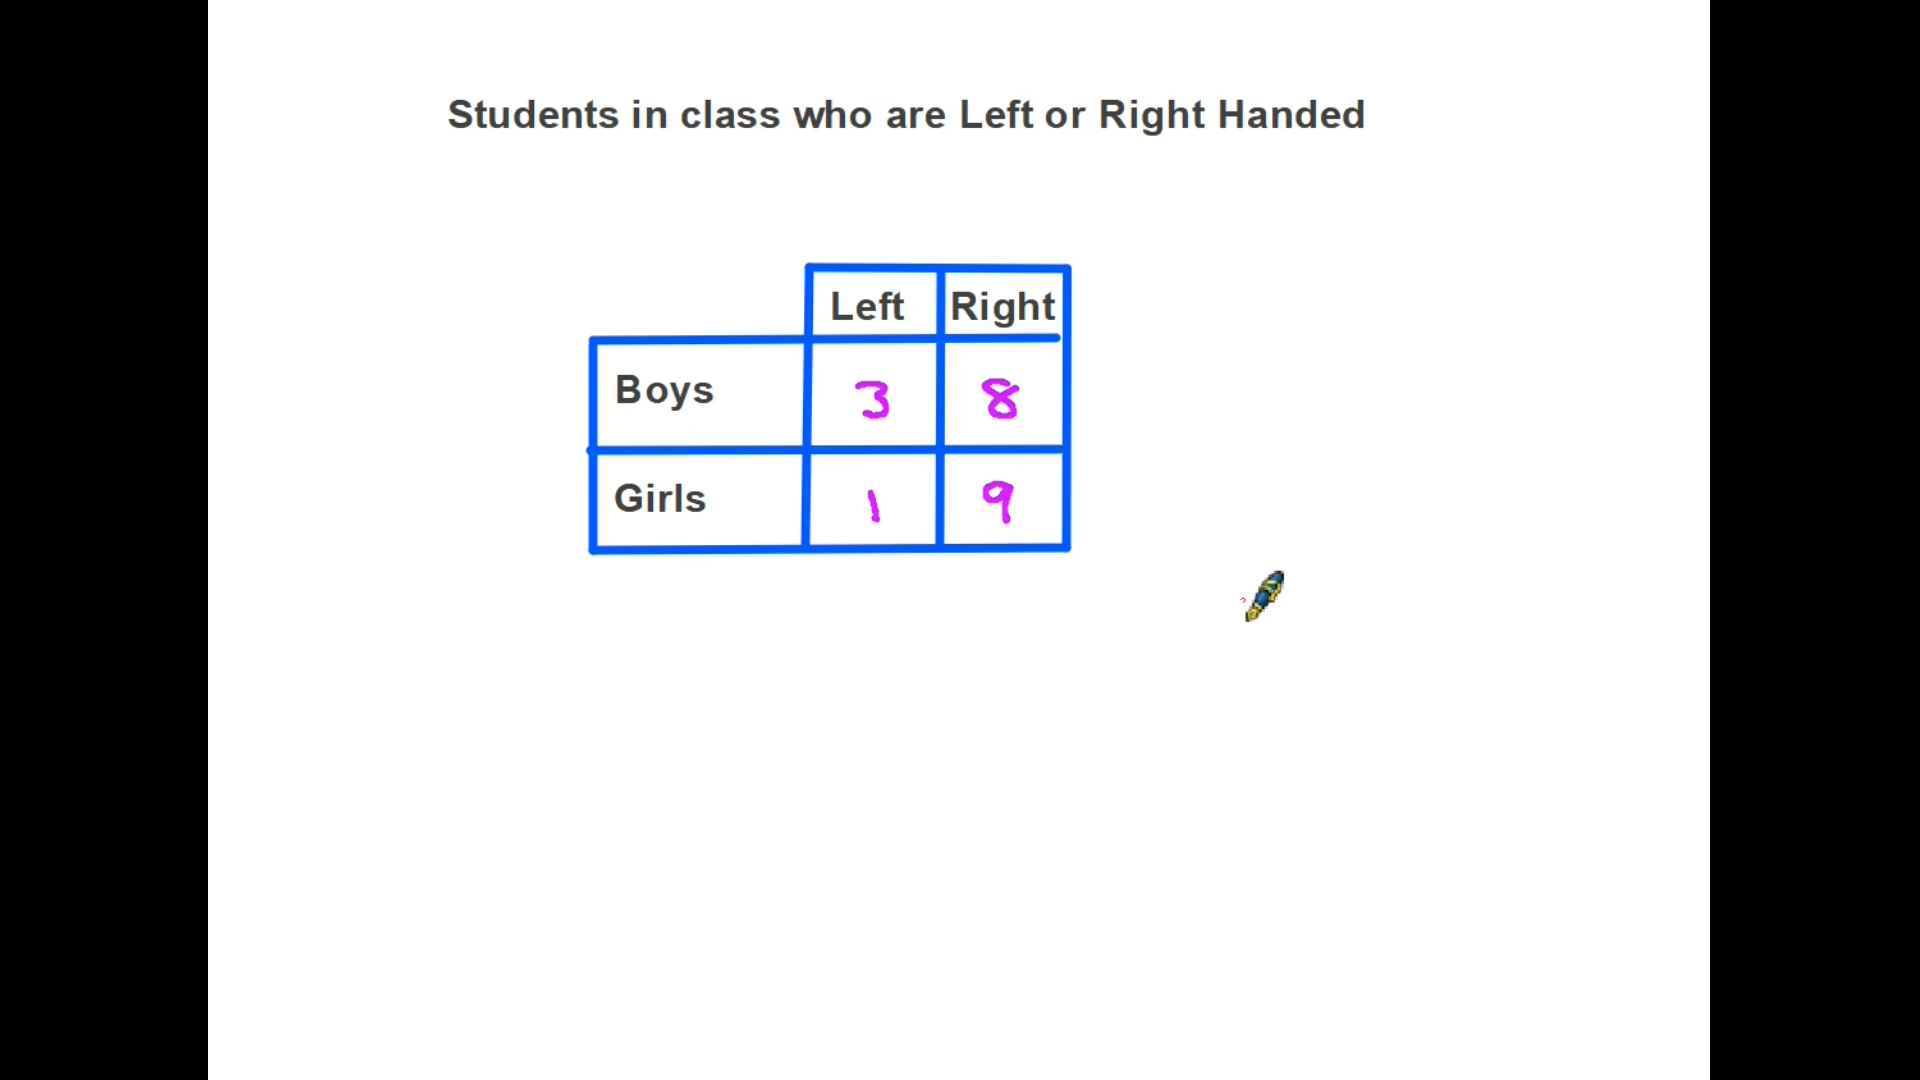 Students in class who are Left or Right Handed
Left Right
Boys 3 8
Girls 1 9